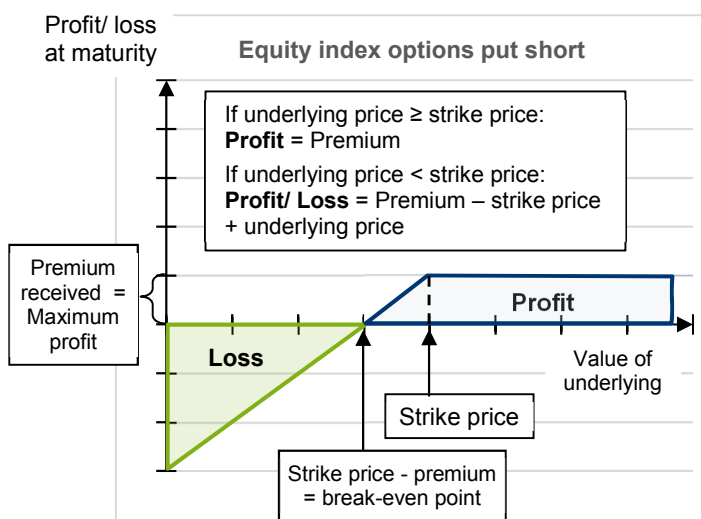 Profit/ loss
at maturity
Equity index options put short
If underlying price ≥ strike price:
Profit = Premium
If underlying price < strike price:
Profit/ Loss = Premium – strike price
+ underlying price
Premium
received =
Maximum
profit
Profit
Loss
Value of
underlying
Strike price
Strike price - premium
= break-even point